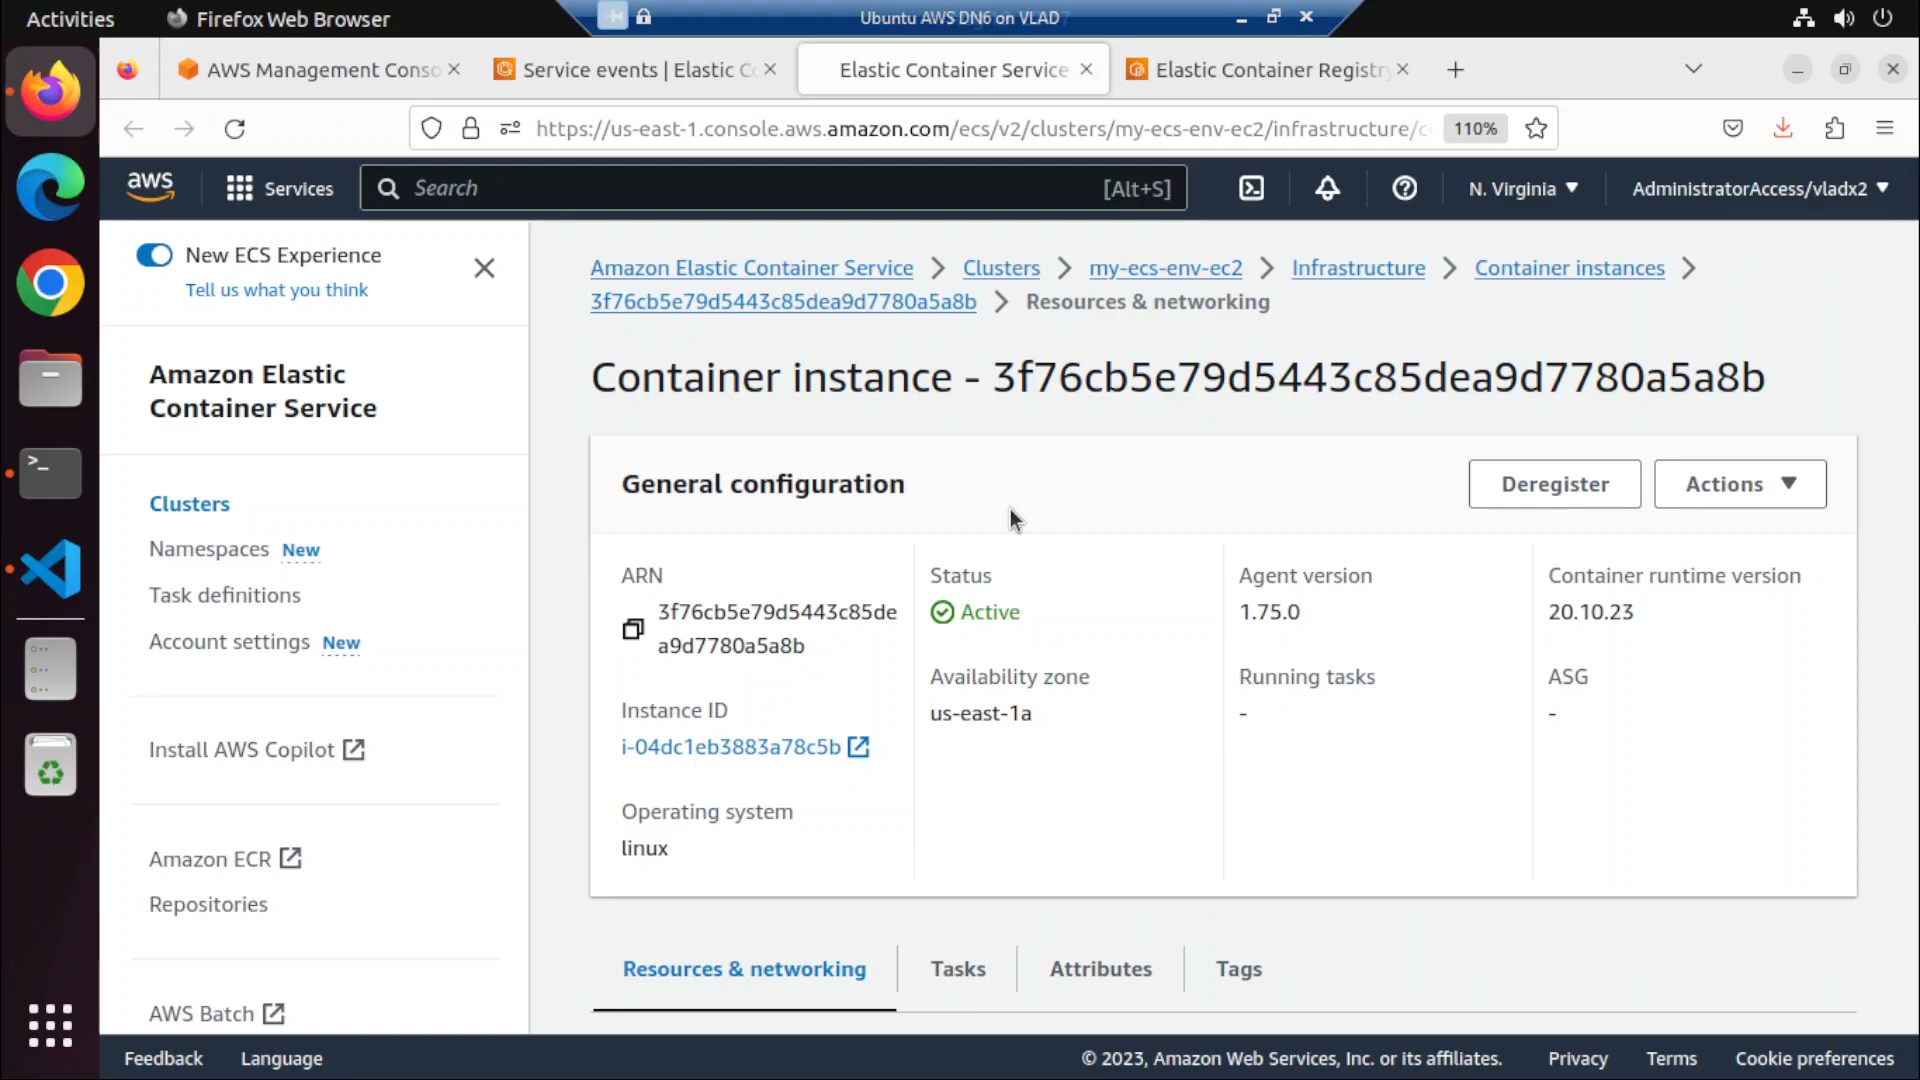 Activities
Firefox Web Browser
Ubuntu AWS DN6 on VLAD
AWS Management Conso
Service events | Elastic Co
Elastic Container Service
Elastic Container Registry
https://us-east-1.console.aws.amazon.com/ecs/v2/clusters/my-ecs-env-ec2/infrastructure/c
110%
aws
Services
Search
[Alt+S]
N. Virginia
AdministratorAccess/vladx2
New ECS Experience
Tell us what you think
Amazon Elastic
Container Service
Clusters
Namespaces New
Task definitions
Account settings New
Install AWS Copilot
Amazon ECR
Repositories
AWS Batch
Amazon Elastic Container Service > Clusters > my-ecs-env-ec2 > Infrastructure > Container instances >
3f76cb5e79d5443c85dea9d7780a5a8b > Resources & networking
Container instance - 3f76cb5e79d5443c85dea9d7780a5a8b
General configuration
Deregister
Actions
ARN
3f76cb5e79d5443c85de
a9d7780a5a8b
Instance ID
i-04dc1eb3883a78c5b
Operating system
linux
Status
Active
Availability zone
us-east-1a
Agent version
1.75.0
Running tasks
-
Container runtime version
20.10.23
ASG
-
Resources & networking
Tasks
Attributes
Tags
Feedback
Language
© 2023, Amazon Web Services, Inc. or its affiliates.
Privacy
Terms
Cookie preferences